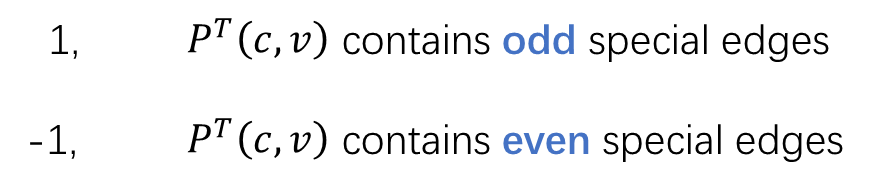 1, P^T(c, v) contains odd special edges
-1, P^T(c, v) contains even special edges